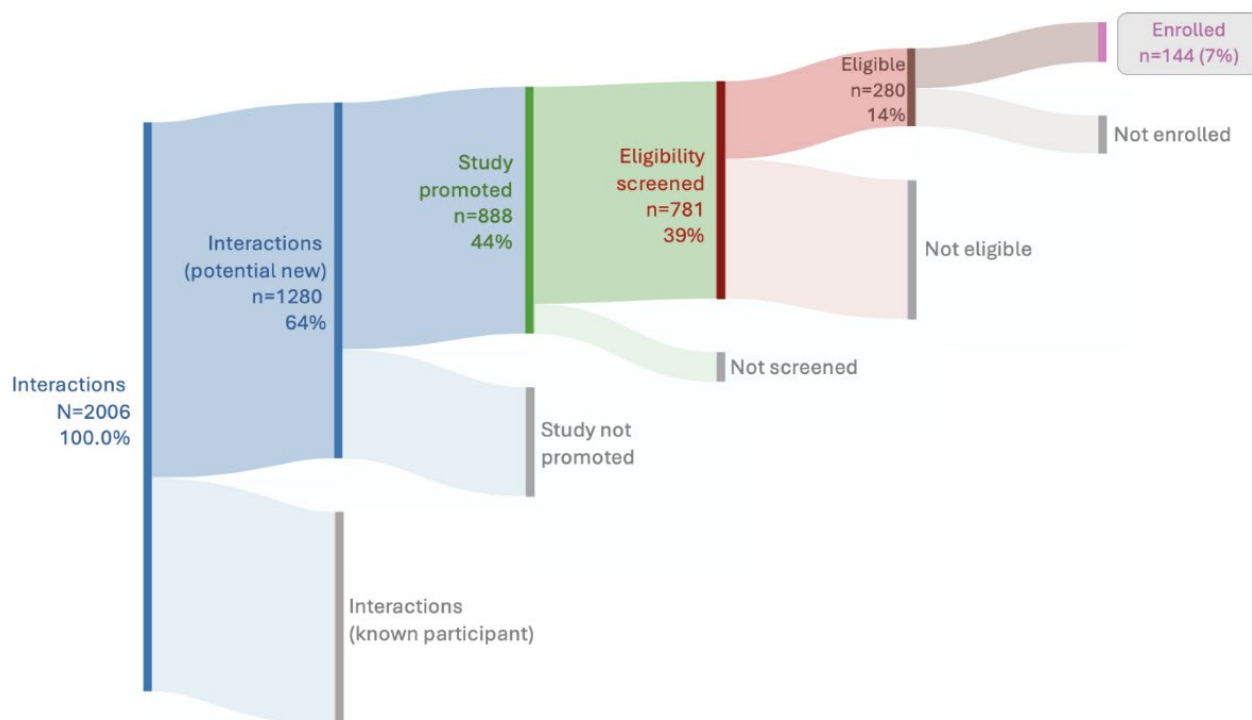 Interactions
N=2006
100.0%
Interactions
(potential new)
n=1280
64%
Interactions
(known participant)
Study
promoted
n=888
44%
Study not
promoted
Eligibility
screened
n=781
39%
Not screened
Eligible
n=280
14%
Not eligible
Enrolled
n=144 (7%)
Not enrolled